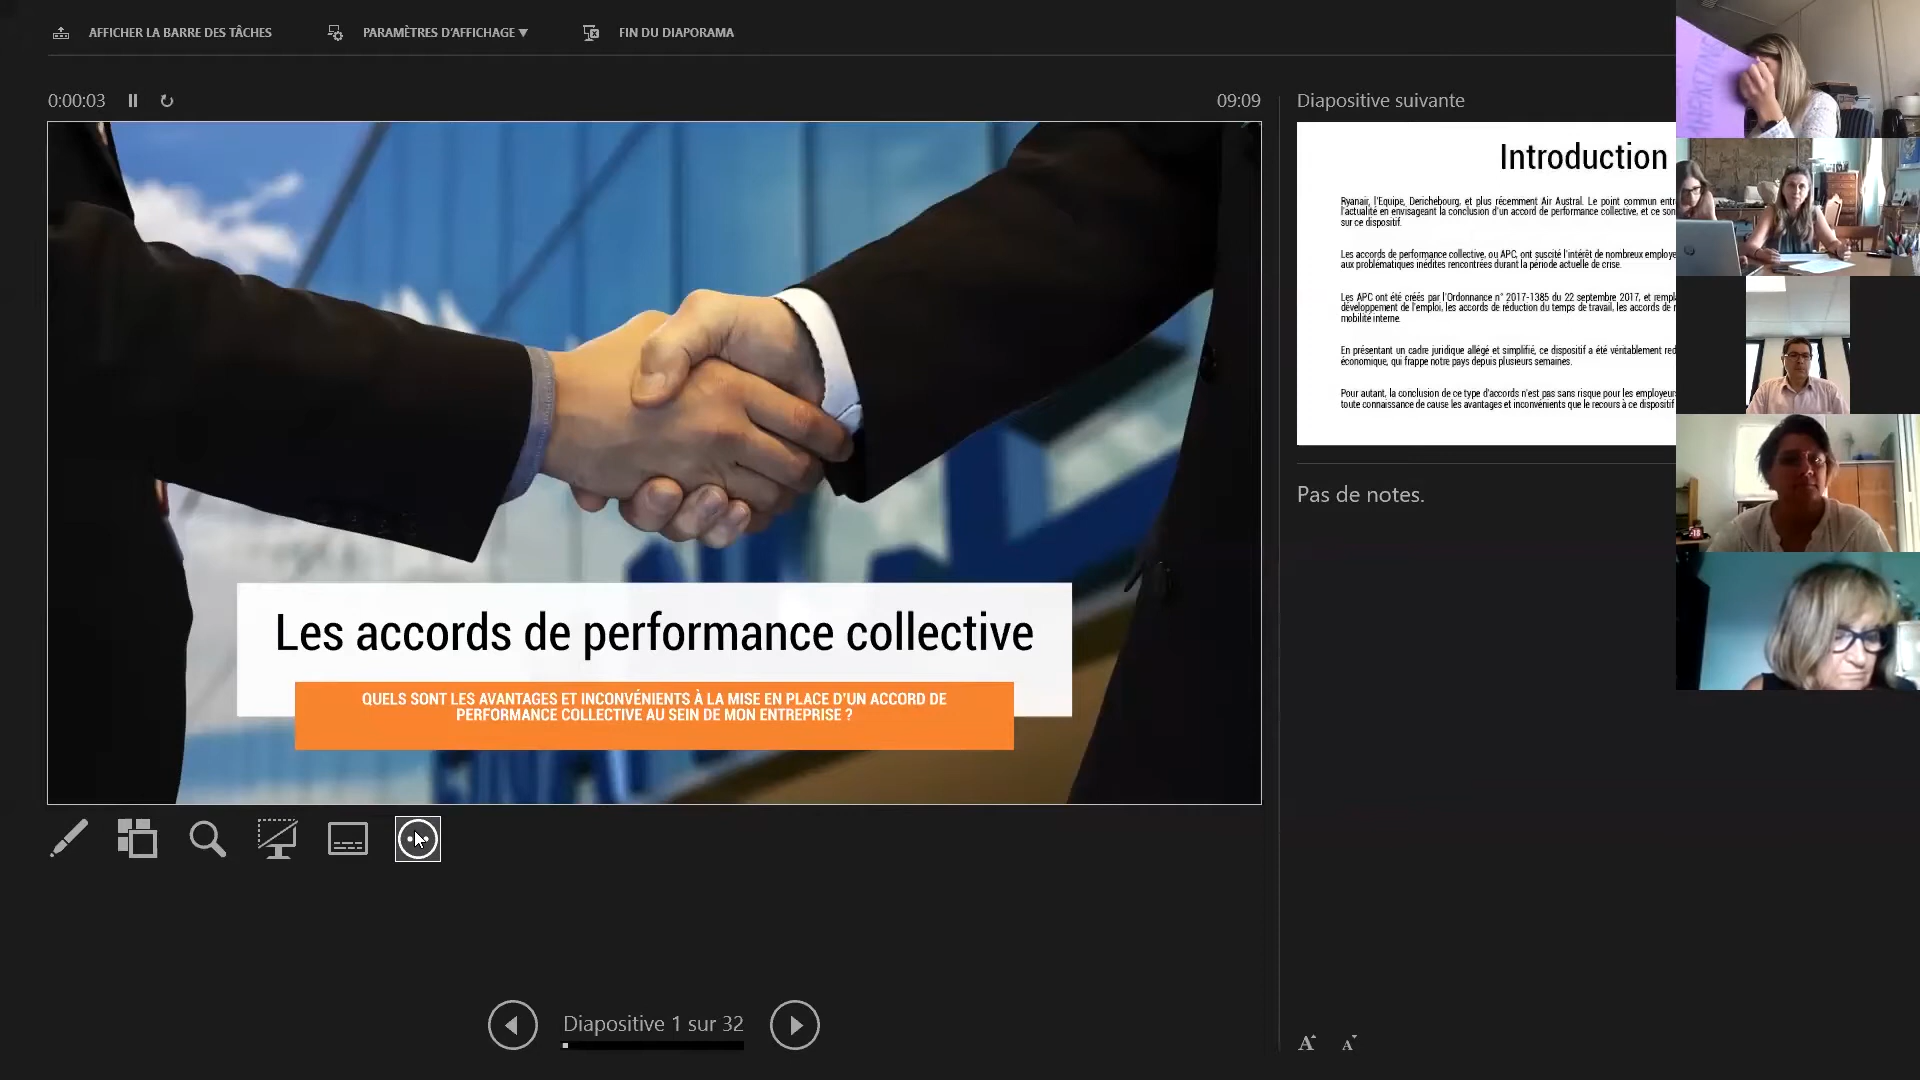 AFFICHER LA BARRE DES TÂCHES
PARAMÈTRES D'AFFICHAGE ▼
FIN DU DIAPORAMA
0:00:03
09:09
Les accords de performance collective
QUELS SONT LES AVANTAGES ET INCONVÉNIENTS À LA MISE EN PLACE D'UN ACCORD DE
PERFORMANCE COLLECTIVE AU SEIN DE MON ENTREPRISE ?
Diapositive 1 sur 32
Diapositive suivante
Introduction
Ryanair, l'Equipe, Derichebourg, et plus récemment Air Austral. Le point commun
l'actualité en envisageant la conclusion d'un accord de performance collective, et ce
sur ce dispositif.
Les accords de performance collective, ou APC, ont suscité l'intérêt de nombreux
aux problématiques inédites rencontrées durant la période actuelle de crise.
Les APC ont été créés par l'Ordonnance n° 2017-1385 du 22 septembre 2017, et
développement de l'emploi, les accords de réduction du temps de travail, les accords de
mobilité interne.
En présentant un cadre juridique allégé et simplifié, ce dispositif a été véritablement
économique, qui frappe notre pays depuis plusieurs semaines.
Pour autant, la conclusion de ce type d'accords n'est pas sans risque pour les employeurs
toute connaissance de cause les avantages et inconvénients que le recours à ce dispositif
Pas de notes.
A
A